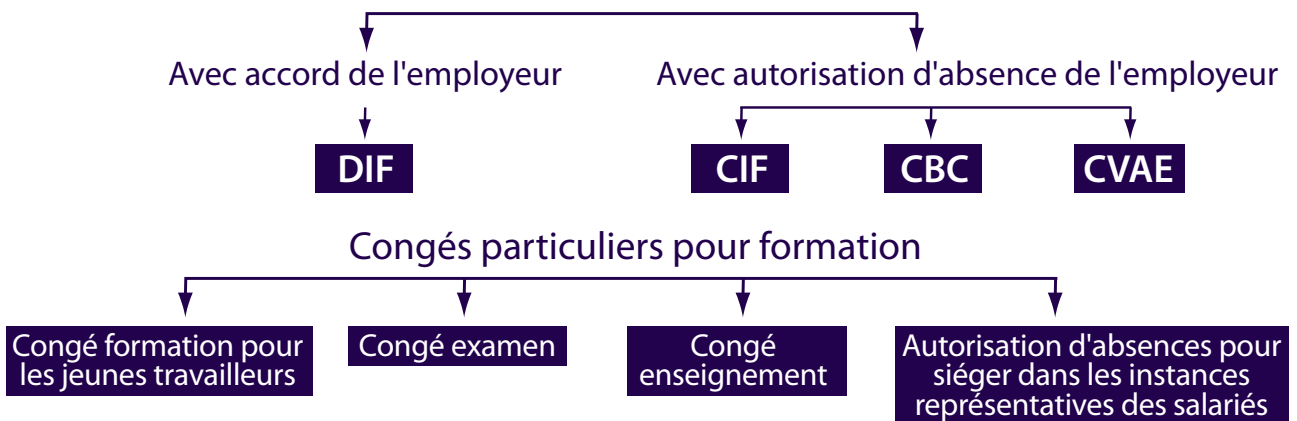 Avec accord de l'employeur
Avec autorisation d'absence de l'employeur
DIF
CIF
CBC
CVAE
Congés particuliers pour formation
Congé formation pour
les jeunes travailleurs
Congé examen
Congé
enseignement
Autorisation d'absences pour
siéger dans les instances
représentatives des salariés